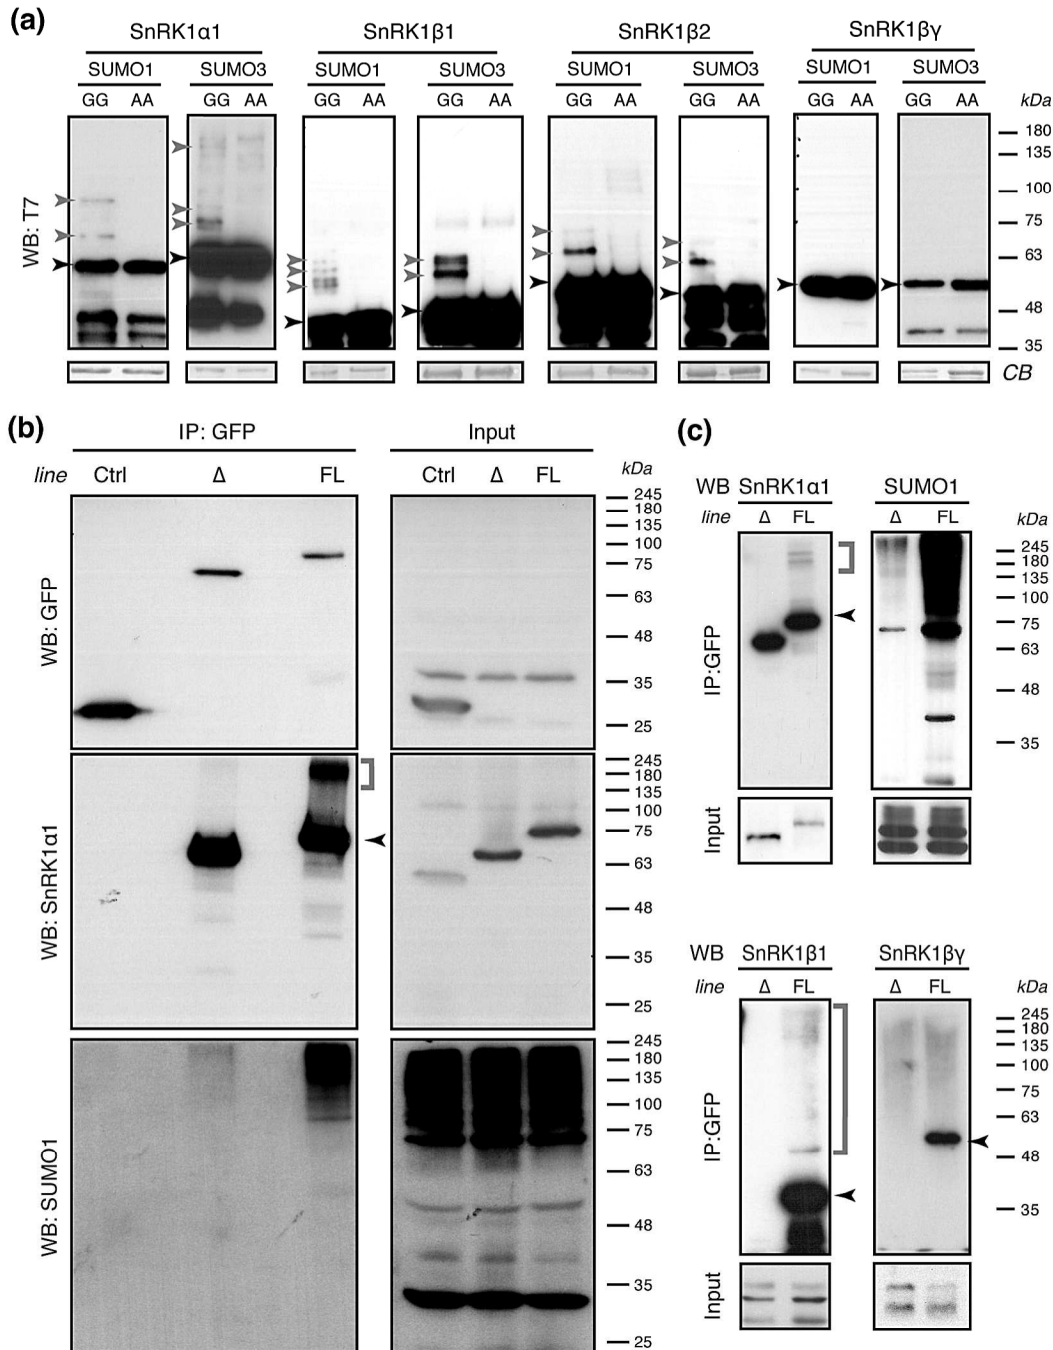 (a)
SnRK1α1 SnRK1β1 SnRK1β2 SnRK1βγ
SUMO1 SUMO3 SUMO1 SUMO3 SUMO1 SUMO3 SUMO1 SUMO3
GG AA GG AA GG AA GG AA GG AA GG AA GG AA GG AA kDa
WB: T7
180
135
100
75
63
48
35
CB
(b)
IP: GFP Input
line Ctrl Δ FL Ctrl Δ FL kDa
WB: GFP
245
180
135
100
75
63
48
35
25
WB: SnRK1α1
245
180
135
100
75
63
48
35
25
WB: SUMO1
245
180
135
100
75
63
48
35
25
(c)
WB SnRK1α1 SUMO1
line Δ FL Δ FL kDa
IP:GFP
245
180
135
100
75
63
48
35
Input
WB SnRK1β1 SnRK1βγ
line Δ FL Δ FL kDa
IP:GFP
245
180
135
100
75
63
48
35
Input